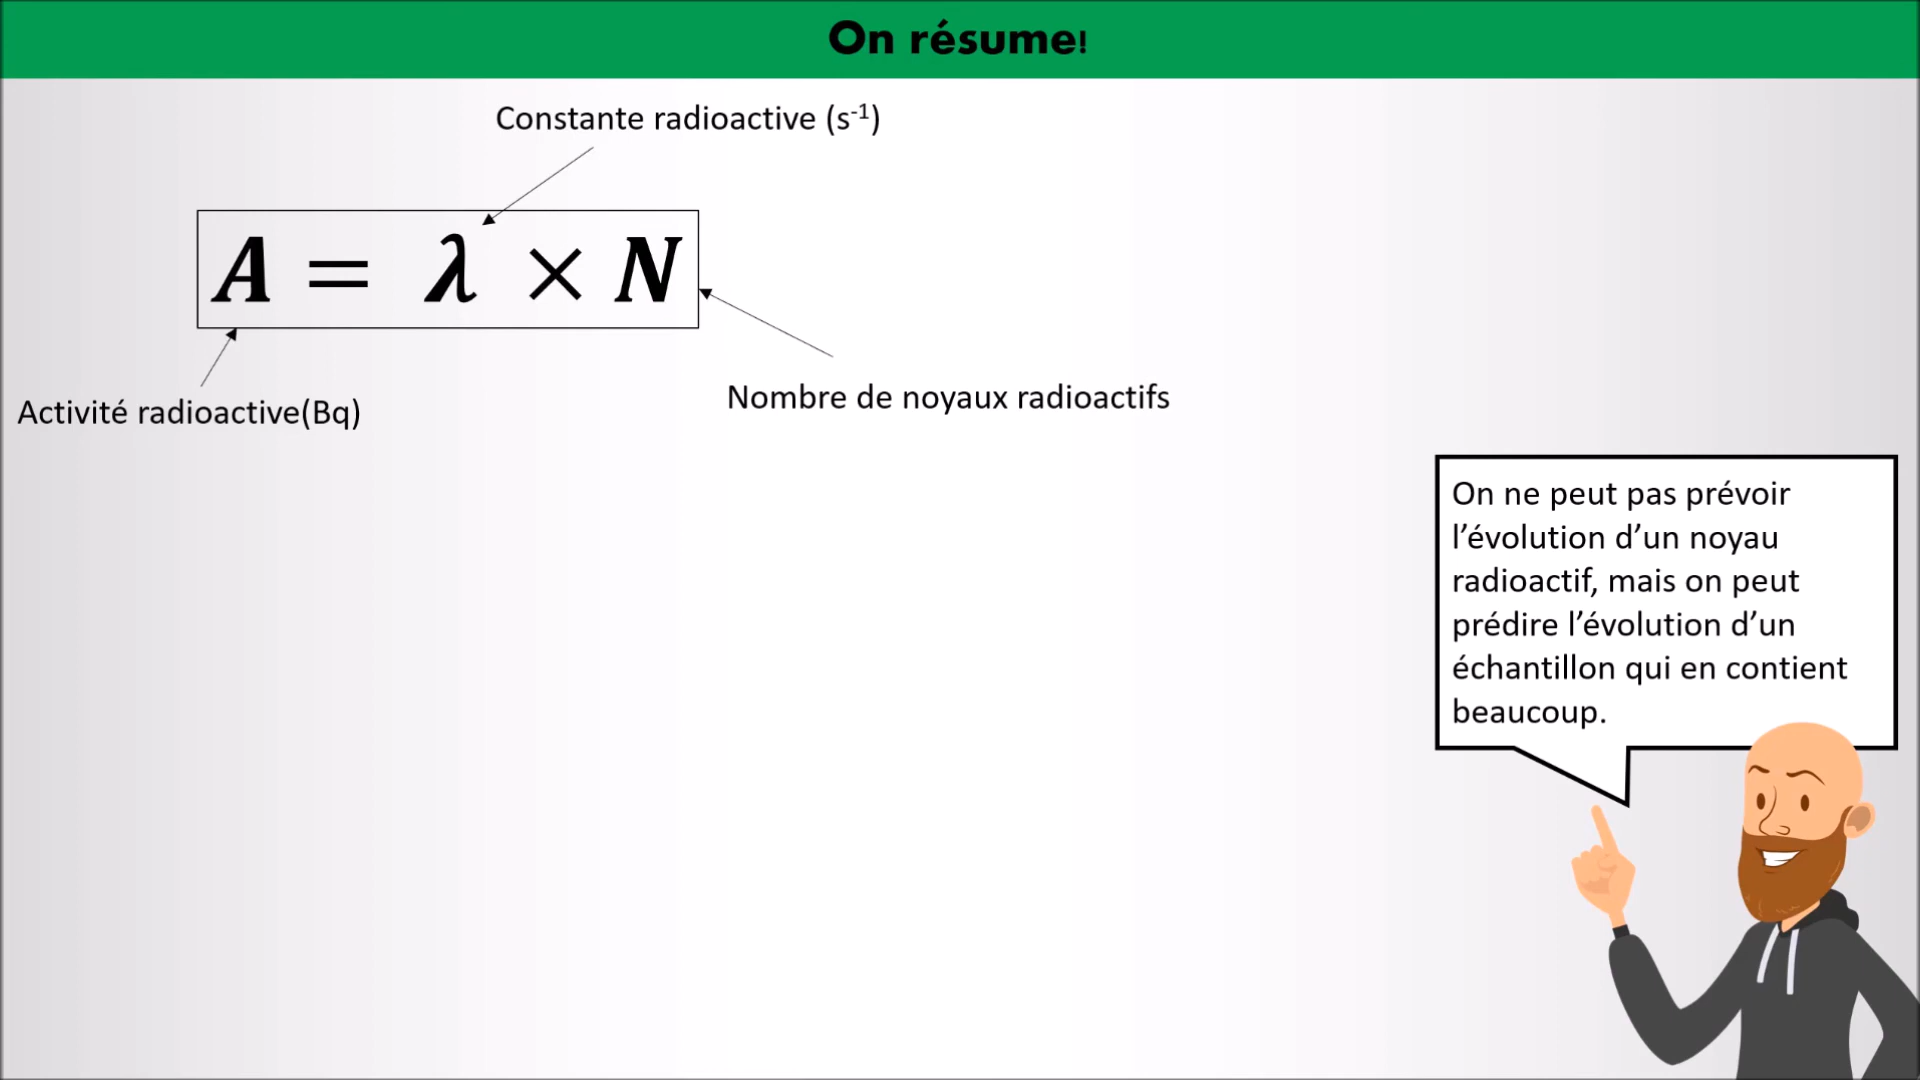 On résume!
Constante radioactive (s⁻¹)
A = λ × N
Activité radioactive(Bq)
Nombre de noyaux radioactifs
On ne peut pas prévoir
l’évolution d’un noyau
radioactif, mais on peut
prédire l’évolution d’un
échantillon qui en contient
beaucoup.